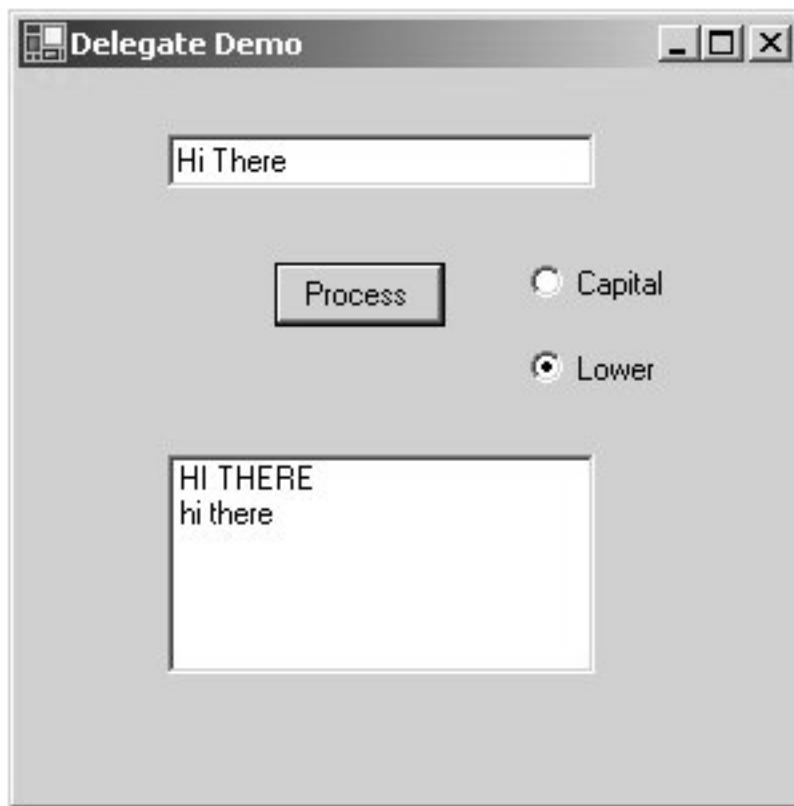 Delegate Demo
Hi There
Process
Capital
Lower
HI THERE
hi there